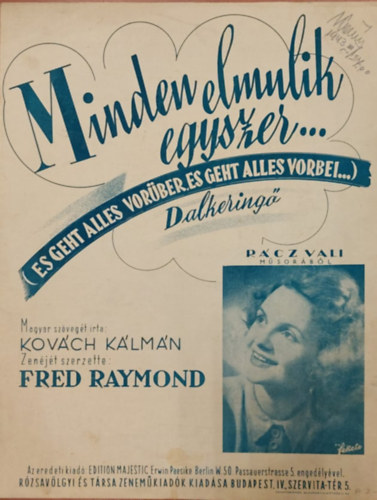 Minden elmulik
egyszer...
(ES GEHT ALLES VORÜBER, ES GEHT ALLES VORBEI...)
Dalkeringő
RÁCZ VALI
MŰSORÁBÓL
Magyar szövegét írta:
KOVÁCH KÁLMÁN
Zenéjét szerzette:
FRED RAYMOND
Az eredeti kiadó EDITION MAJESTIC Erwin Paesike Berlin W. 50. Passauerstrasse 5. engedélyével.
RÓZSAVÖLGYI ÉS TÁRSA ZENEMŰKIADÓK KIADÁSA BUDAPEST, IV, SZERVITA-TÉR 5.